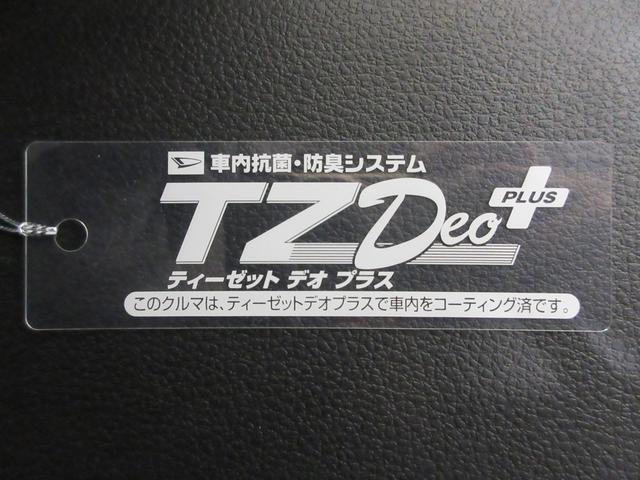 車内抗菌・防臭システム
TZ Deo PLUS
ティーゼット デオ プラス
このクルマは、ティーゼットデオプラスで車内をコーティング済です。